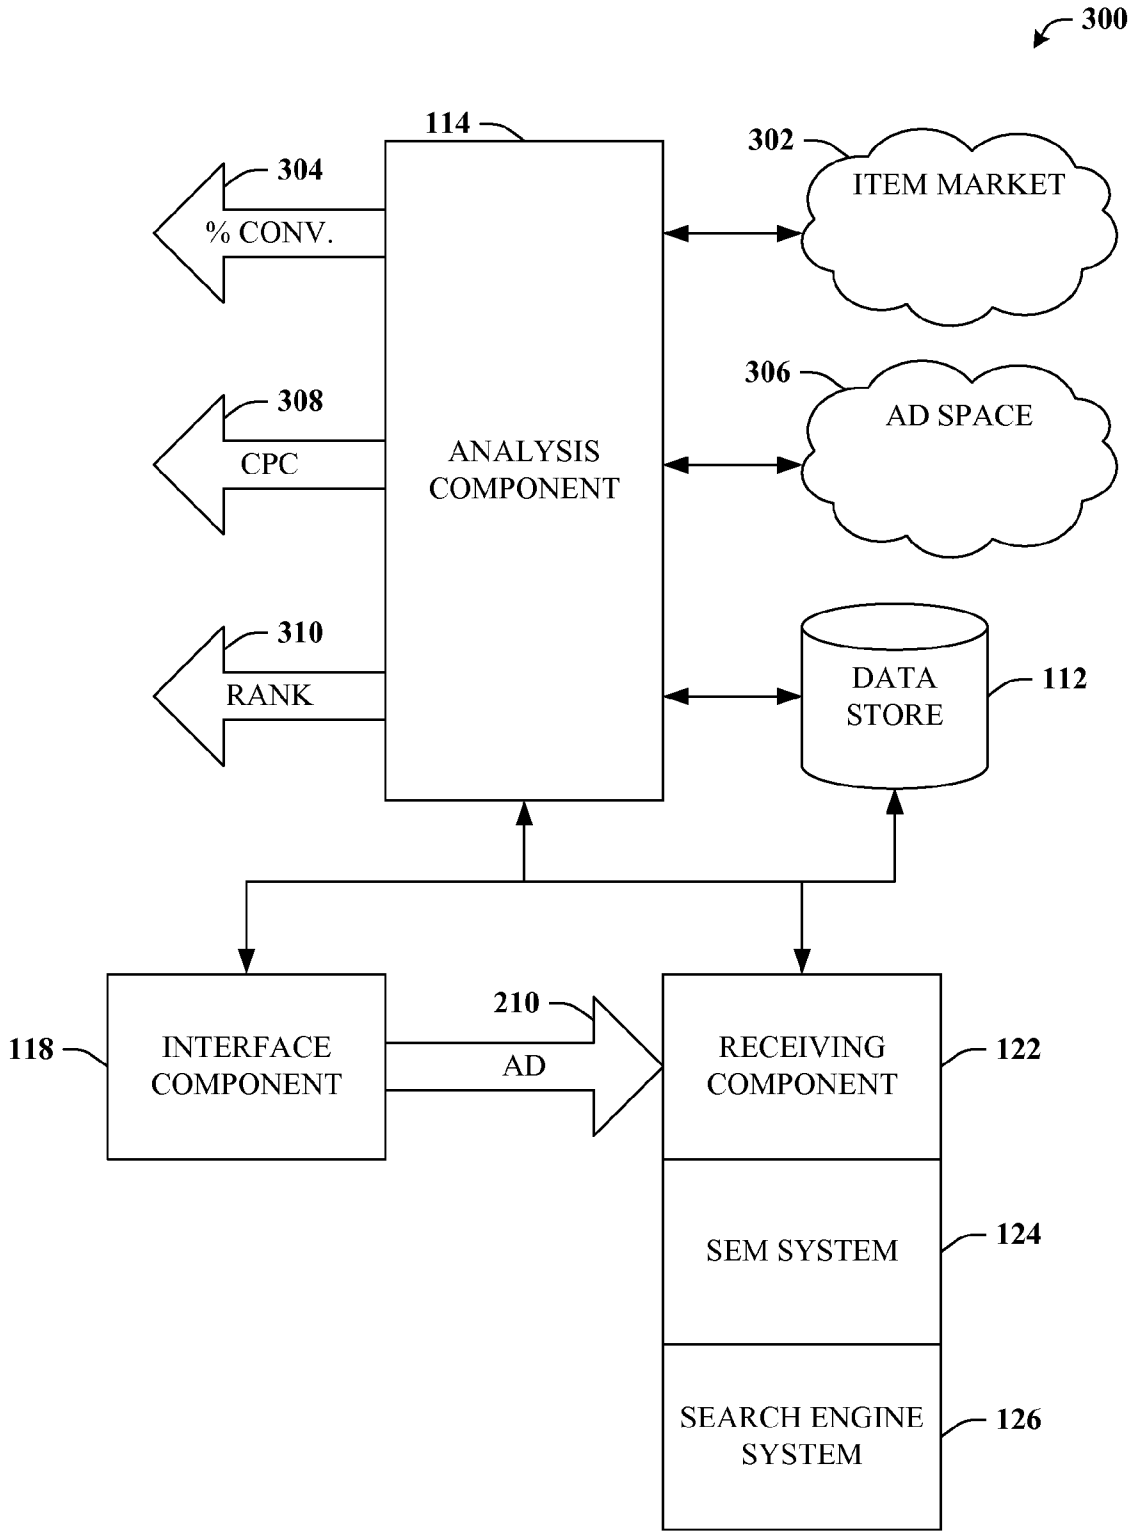 300
114
302
ITEM MARKET
304
% CONV.
306
AD SPACE
308
CPC
ANALYSIS
COMPONENT
310
RANK
DATA
STORE
112
210
118
INTERFACE
COMPONENT
AD
RECEIVING
COMPONENT
122
SEM SYSTEM
124
SEARCH ENGINE
SYSTEM
126